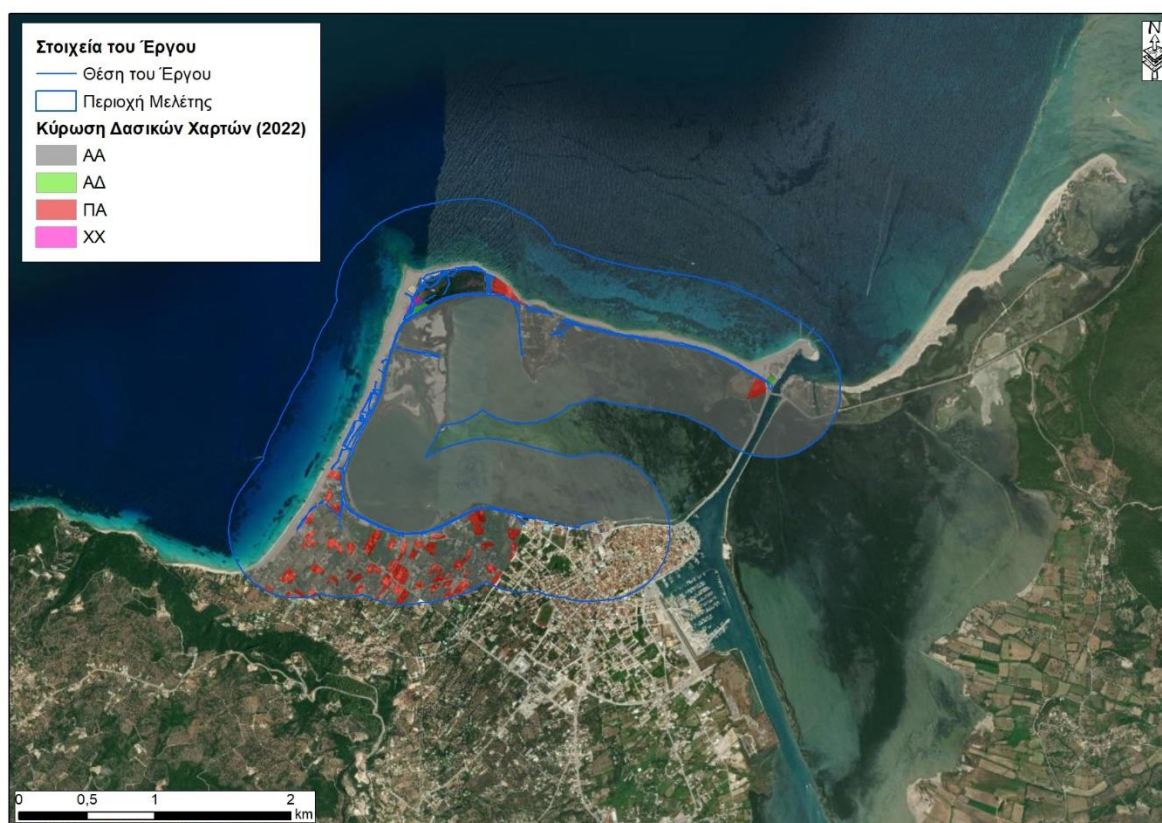 Στοιχεία του Έργου
Θέση του Έργου
Περιοχή Μελέτης
Κύρωση Δασικών Χαρτών (2022)
ΑΑ
ΑΔ
ΠΑ
ΧΧ
N
0 0,5 1 2
km